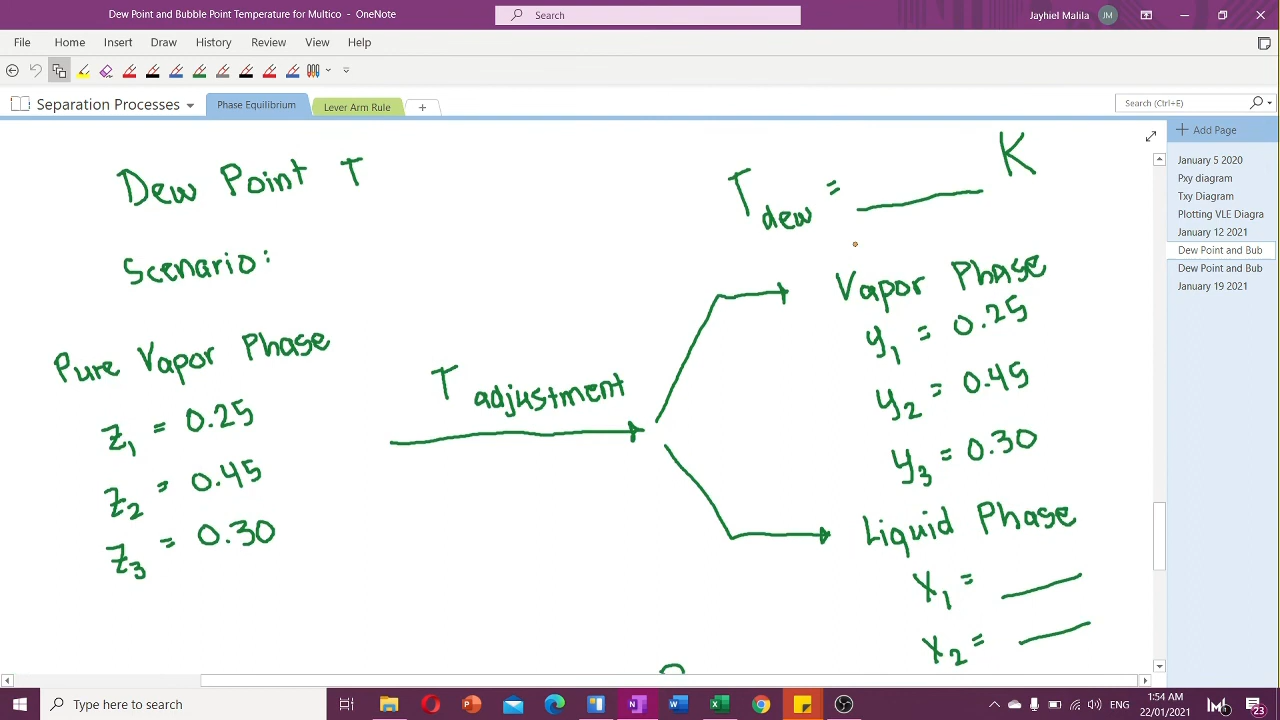 Dew Point and Bubble Point Temperature for Multico - OneNote
Search
Jayhiel Malila
JM
File Home Insert Draw History Review View Help
Separation Processes
Phase Equilibrium
Lever Arm Rule
+
Search (Ctrl+E)
+ Add Page
January 5 2020
Pxy diagram
Txy Diagram
Plotting VLE Diagra
January 12 2021
Dew Point and Bub
Dew Point and Bub
January 19 2021
Dew Point T
T dew = ____ K
Scenario:
Pure Vapor Phase
z1 = 0.25
z2 = 0.45
z3 = 0.30
T adjustment
Vapor Phase
y1 = 0.25
y2 = 0.45
y3 = 0.30
Liquid Phase
x1 = ____
x2 = ____
Type here to search
1:54 AM
22/01/2021
23